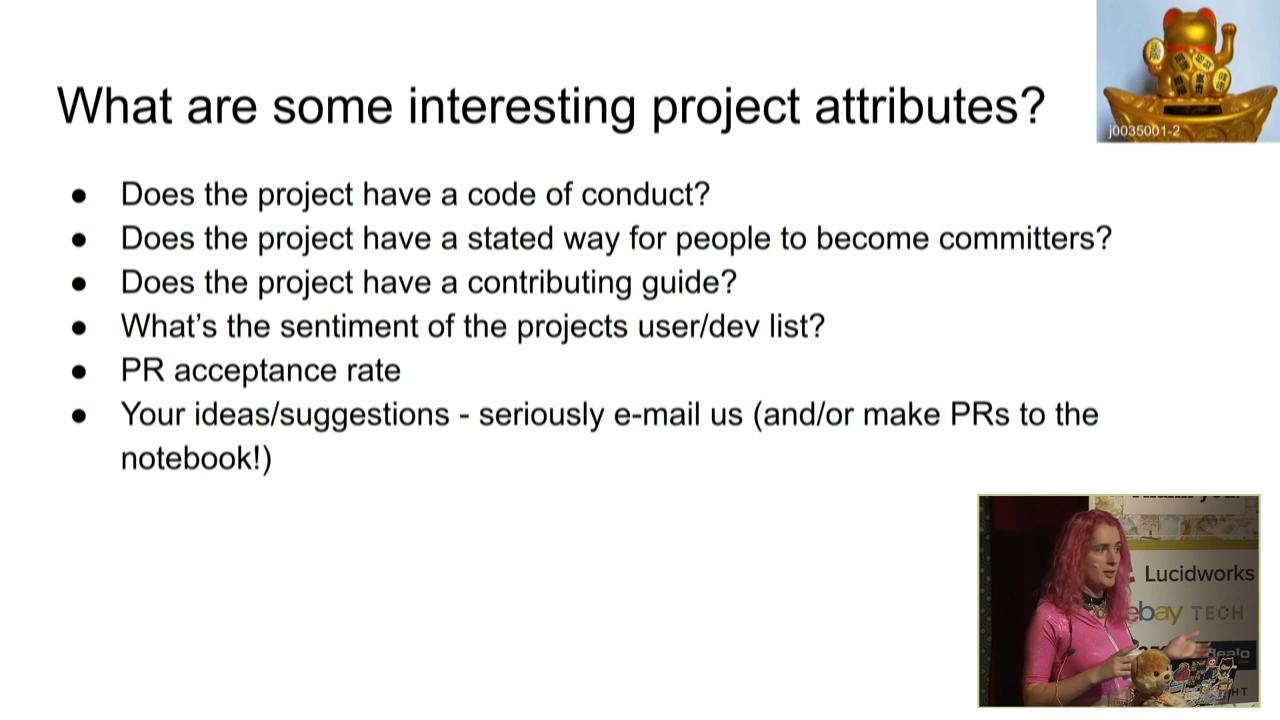 What are some interesting project attributes?
j0035001-2
● Does the project have a code of conduct?
● Does the project have a stated way for people to become committers?
● Does the project have a contributing guide?
● What’s the sentiment of the projects user/dev list?
● PR acceptance rate
● Your ideas/suggestions - seriously e-mail us (and/or make PRs to the
notebook!)
Lucidworks
ebay TECH